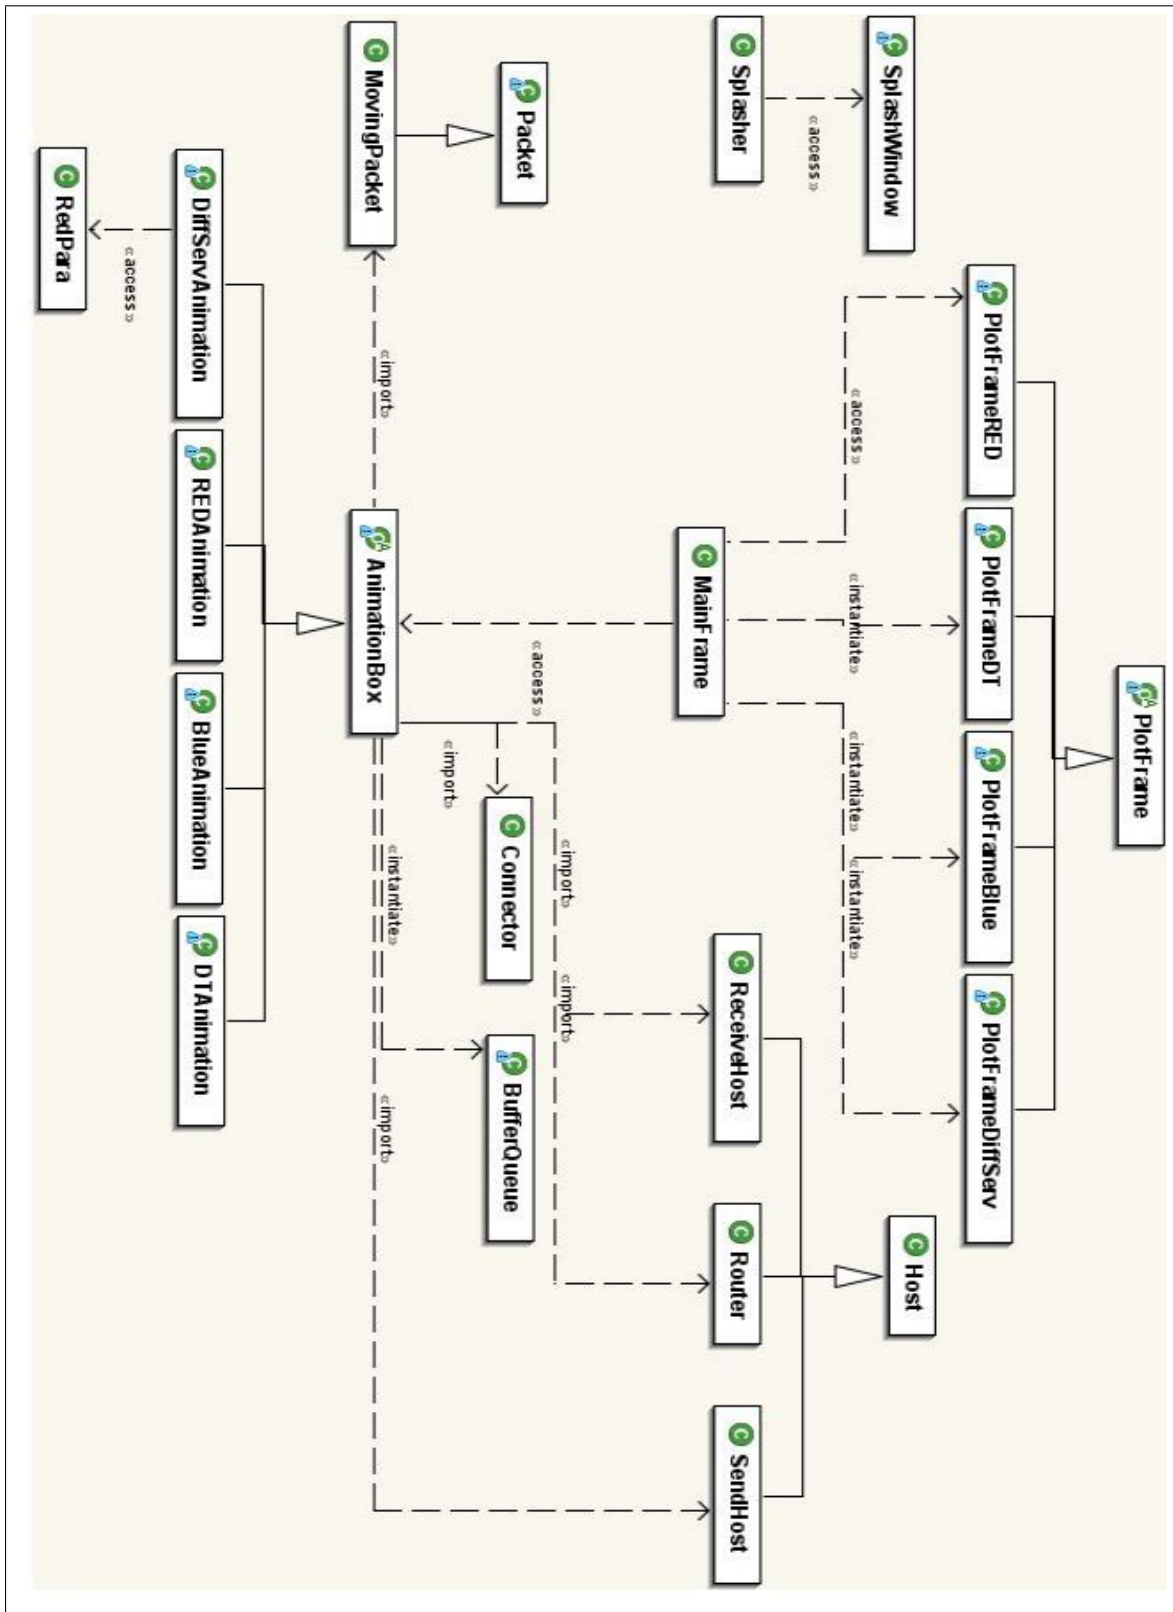 PlotFrame
PlotFrameRED
PlotFrameDT
PlotFrameBlue
PlotFrameDiffServ
Host
SplashWindow
«access»
«instantiate»
«instantiate»
«instantiate»
«access»
Splasher
ReceiveHost
Router
SendHost
MainFrame
«import»
«import»
«access»
Packet
Connector
BufferQueue
«import»
«import»
«instantiate»
«import»
MovingPacket
AnimationBox
DiffServAnimation
REDAnimation
BlueAnimation
DTAnimation
«access»
RedPara